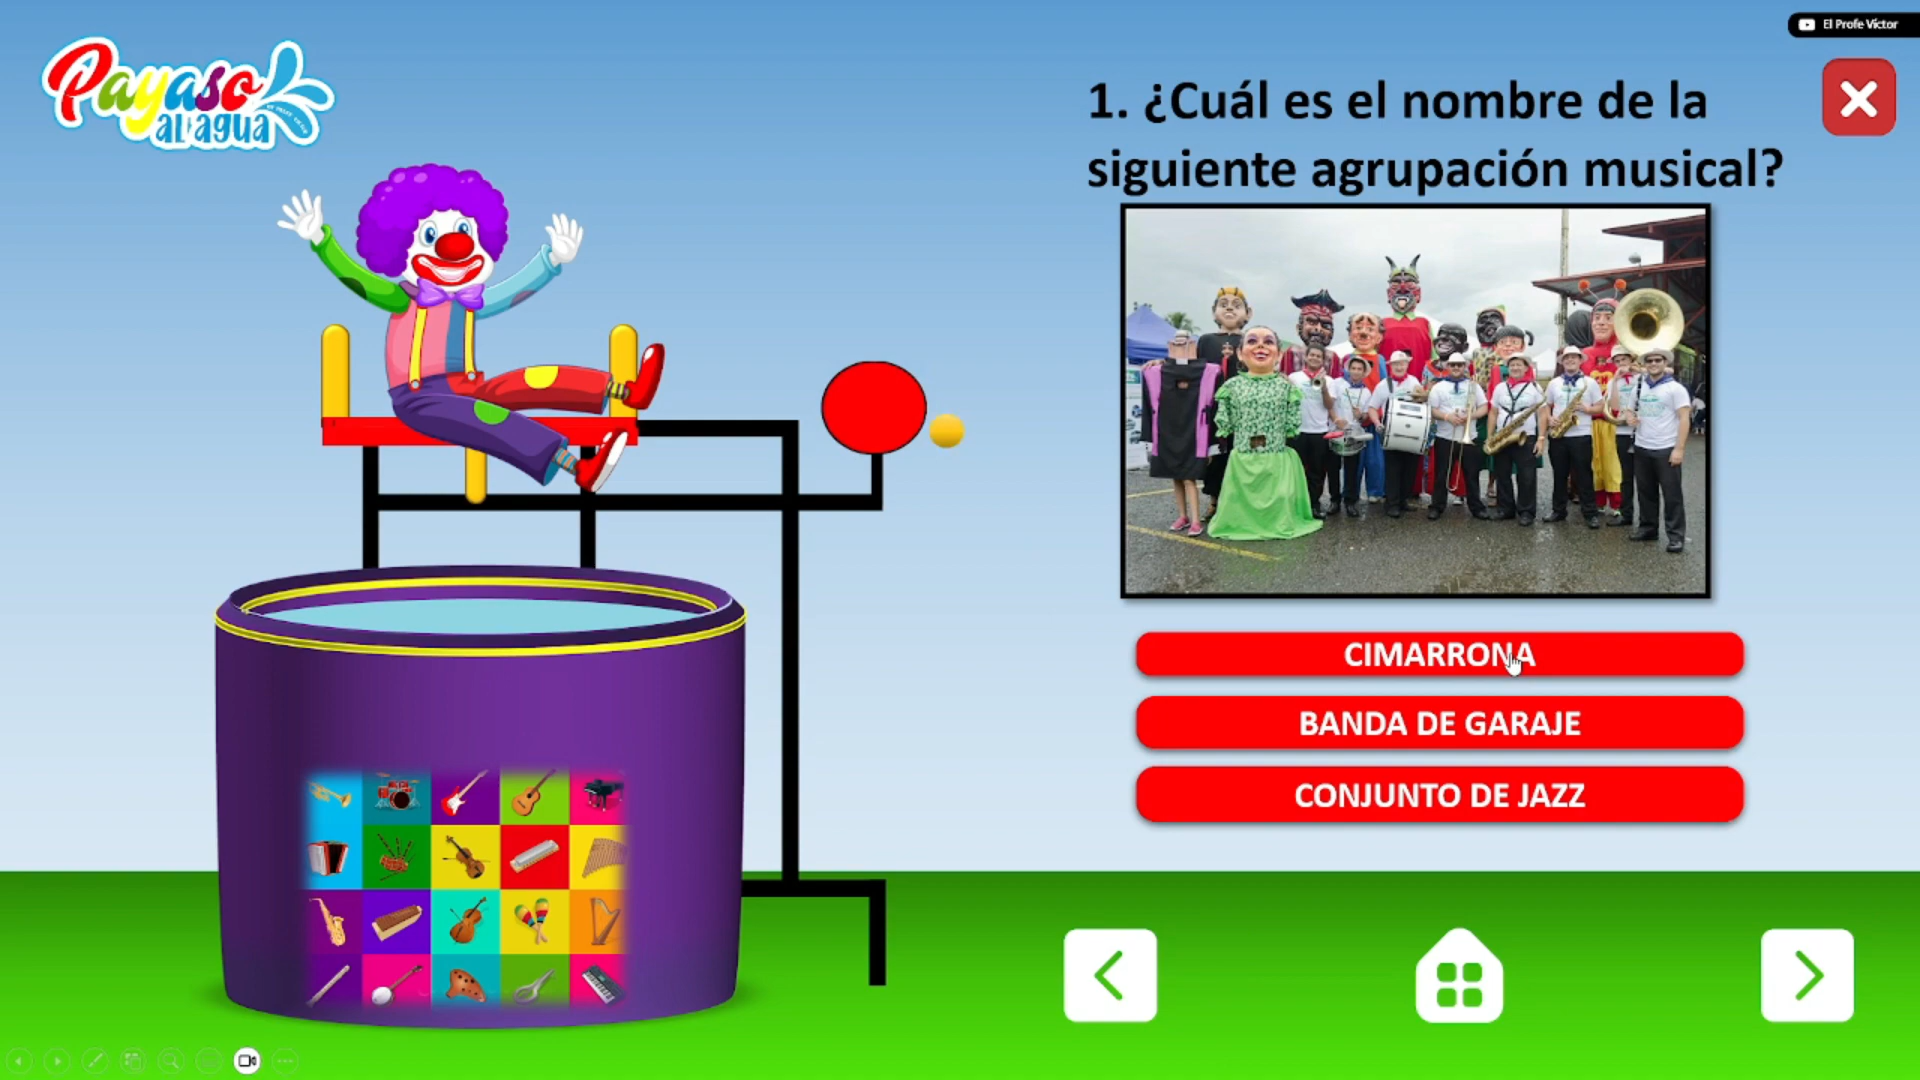 El Profe Víctor
Payaso
al agua
1. ¿Cuál es el nombre de la
siguiente agrupación musical?
CIMARRONA
BANDA DE GARAJE
CONJUNTO DE JAZZ